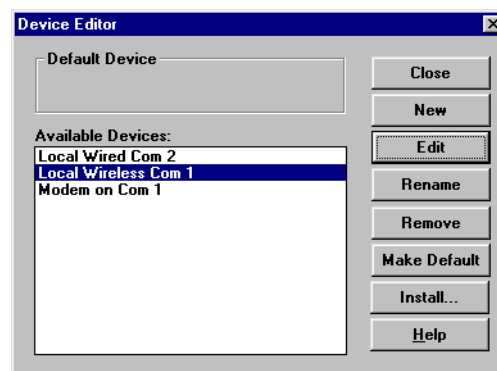 Device Editor
Default Device
Available Devices:
Local Wired Com 2
Local Wireless Com 1
Modem on Com 1
Close
New
Edit
Rename
Remove
Make Default
Install...
Help